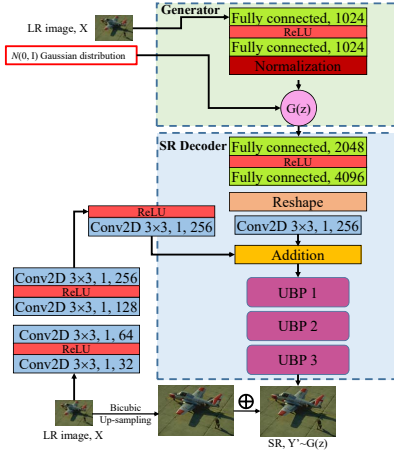 Generator
LR image, X
Fully connected, 1024
ReLU
Fully connected, 1024
Normalization
N(0, I) Gaussian distribution
G(z)
SR Decoder
Fully connected, 2048
ReLU
Fully connected, 4096
Reshape
Conv2D 3×3, 1, 256
Addition
UBP 1
UBP 2
UBP 3
ReLU
Conv2D 3×3, 1, 256
Conv2D 3×3, 1, 256
ReLU
Conv2D 3×3, 1, 128
Conv2D 3×3, 1, 64
ReLU
Conv2D 3×3, 1, 32
LR image, X
Bicubic
Up-sampling
SR, Y'~G(z)